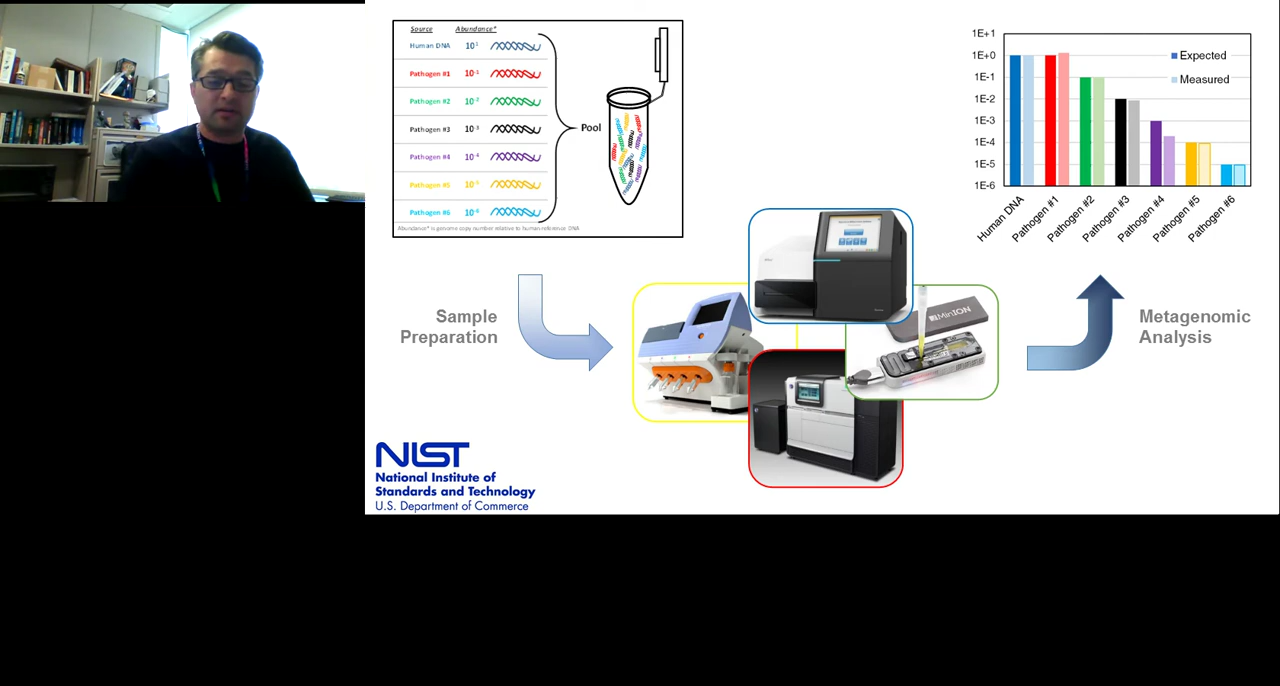 Source Abundance*
Human DNA 10¹
Pathogen #1 10⁻¹
Pathogen #2 10⁻²
Pathogen #3 10⁻³
Pathogen #4 10⁻⁴
Pathogen #5
Pathogen #6 10⁻⁶
Pool
Abundance* is genome copy number relative to human reference DNA
1E+1
1E+0
1E-1
1E-2
1E-3
1E-4
1E-5
1E-6
Expected
Measured
Human DNA
Pathogen #1
Pathogen #2
Pathogen #3
Pathogen #4
Pathogen #5
Pathogen #6
Sample
Preparation
MinION
Metagenomic
Analysis
NIST
National Institute of
Standards and Technology
U.S. Department of Commerce